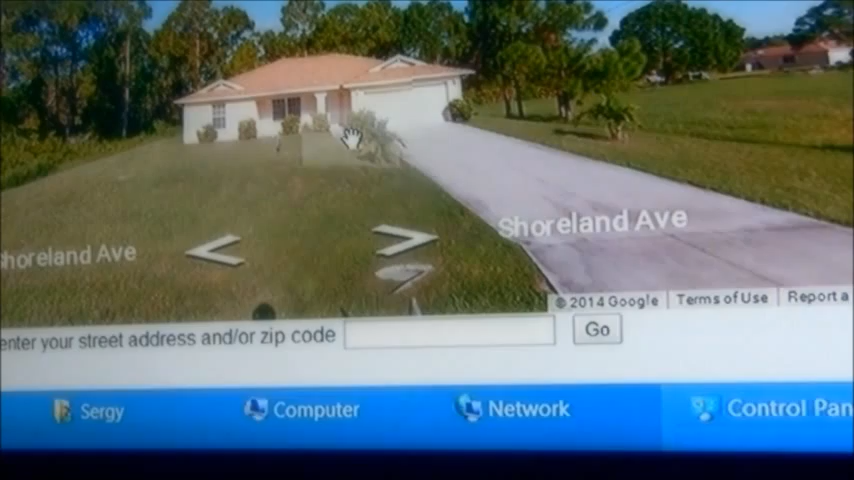 Shoreland Ave
Shoreland Ave
© 2014 Google
Terms of Use
Report a
enter your street address and/or zip code
Go
Sergy
Computer
Network
Control Pan